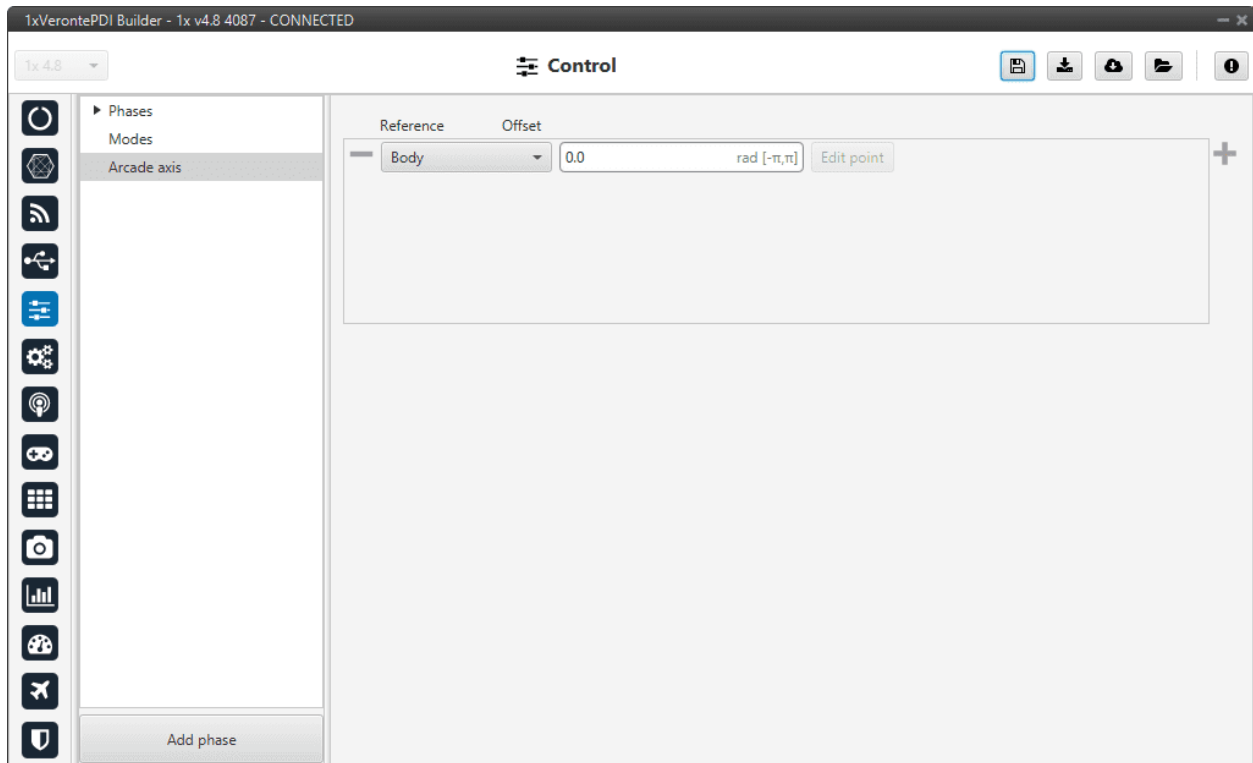 1xVerontePDI Builder - 1x v4.8 4087 - CONNECTED
1x 4.8
Control
Phases
Modes
Arcade axis
Reference Offset
Body 0.0 rad [-π,π] Edit point
Add phase